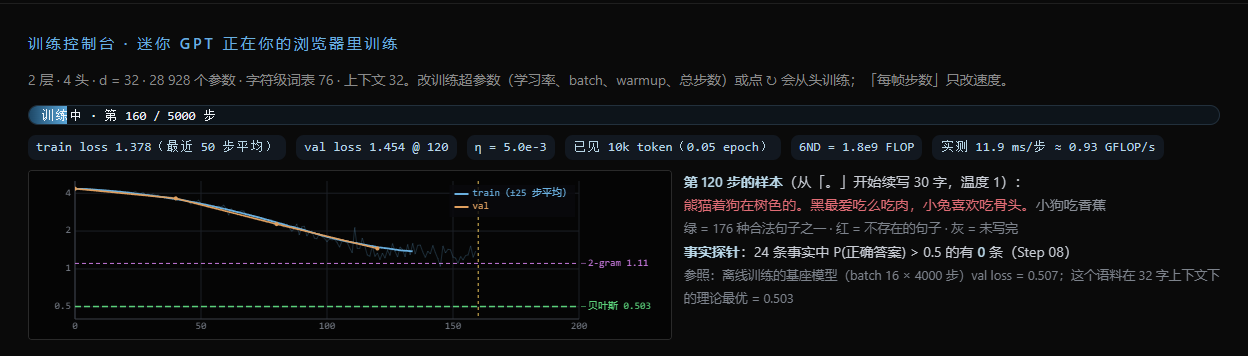 训练控制台 · 迷你 GPT 正在你的浏览器里训练
2 层 · 4 头 · d = 32 · 28 928 个参数 · 字符级词表 76 · 上下文 32。改训练超参数（学习率、batch、warmup、总步数）或点 ↻ 会从头训练；「每帧步数」只改速度。
训练中 · 第 160 / 5000 步
train loss 1.378（最近 50 步平均）
val loss 1.454 @ 120
η = 5.0e-3
已见 10k token（0.05 epoch）
6ND = 1.8e9 FLOP
实测 11.9 ms/步 ≈ 0.93 GFLOP/s
train（±25 步平均）
val
4
2
1
0.5
2-gram 1.11
贝叶斯 0.503
0
50
100
150
200
第 120 步的样本（从「。」开始续写 30 字，温度 1）：
熊猫着狗在树色的。黑最爱吃么吃肉，小兔喜欢吃骨头。小狗吃香蕉
绿 = 176 种合法句子之一 · 红 = 不存在的句子 · 灰 = 未写完
事实探针：24 条事实中 P(正确答案) > 0.5 的有 0 条（Step 08）
参照：离线训练的基座模型（batch 16 × 4000 步）val loss = 0.507；这个语料在 32 字上下文下
的理论最优 = 0.503